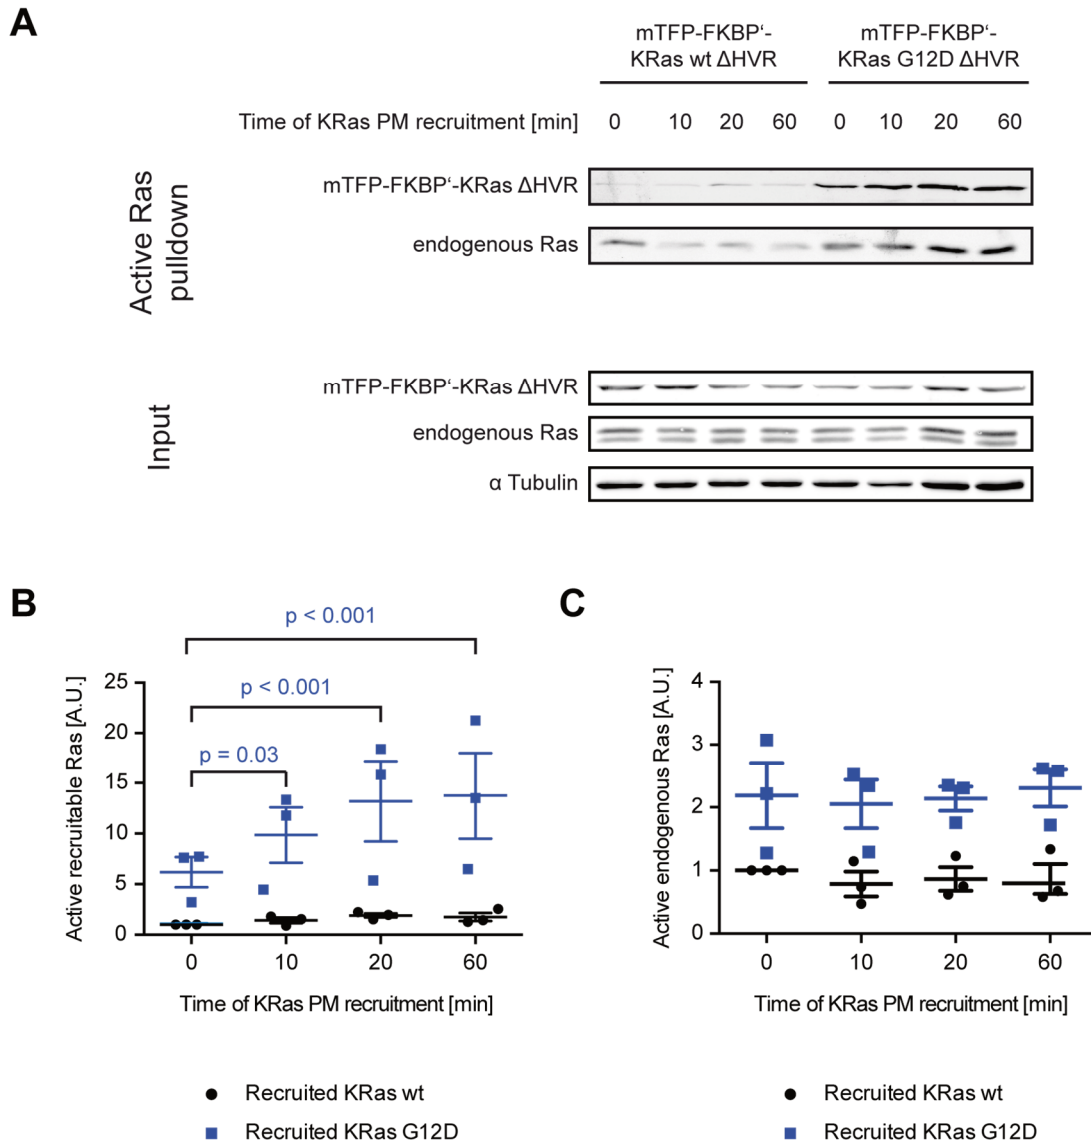 A
mTFP-FKBP‘-
KRas wt ΔHVR
mTFP-FKBP‘-
KRas G12D ΔHVR
Time of KRas PM recruitment [min] 0 10 20 60 0 10 20 60
Active Ras
pulldown
mTFP-FKBP‘-KRas ΔHVR
endogenous Ras
Input
mTFP-FKBP‘-KRas ΔHVR
endogenous Ras
α Tubulin
B
p < 0.001
p < 0.001
p = 0.03
Active recruitable Ras [A.U.]
25
20
15
10
5
0
0 10 20 60
Time of KRas PM recruitment [min]
Recruited KRas wt
Recruited KRas G12D
C
Active endogenous Ras [A.U.]
4
3
2
1
0
0 10 20 60
Time of KRas PM recruitment [min]
Recruited KRas wt
Recruited KRas G12D